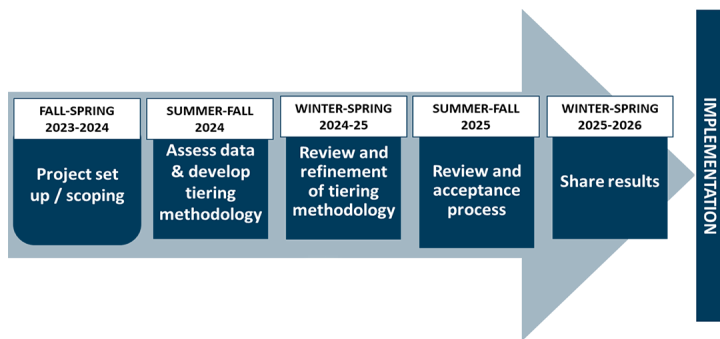 FALL-SPRING
2023-2024
Project set
up / scoping
SUMMER-FALL
2024
Assess data
& develop
tiering
methodology
WINTER-SPRING
2024-25
Review and
refinement
of tiering
methodology
SUMMER-FALL
2025
Review and
acceptance
process
WINTER-SPRING
2025-2026
Share results
IMPLEMENTATION